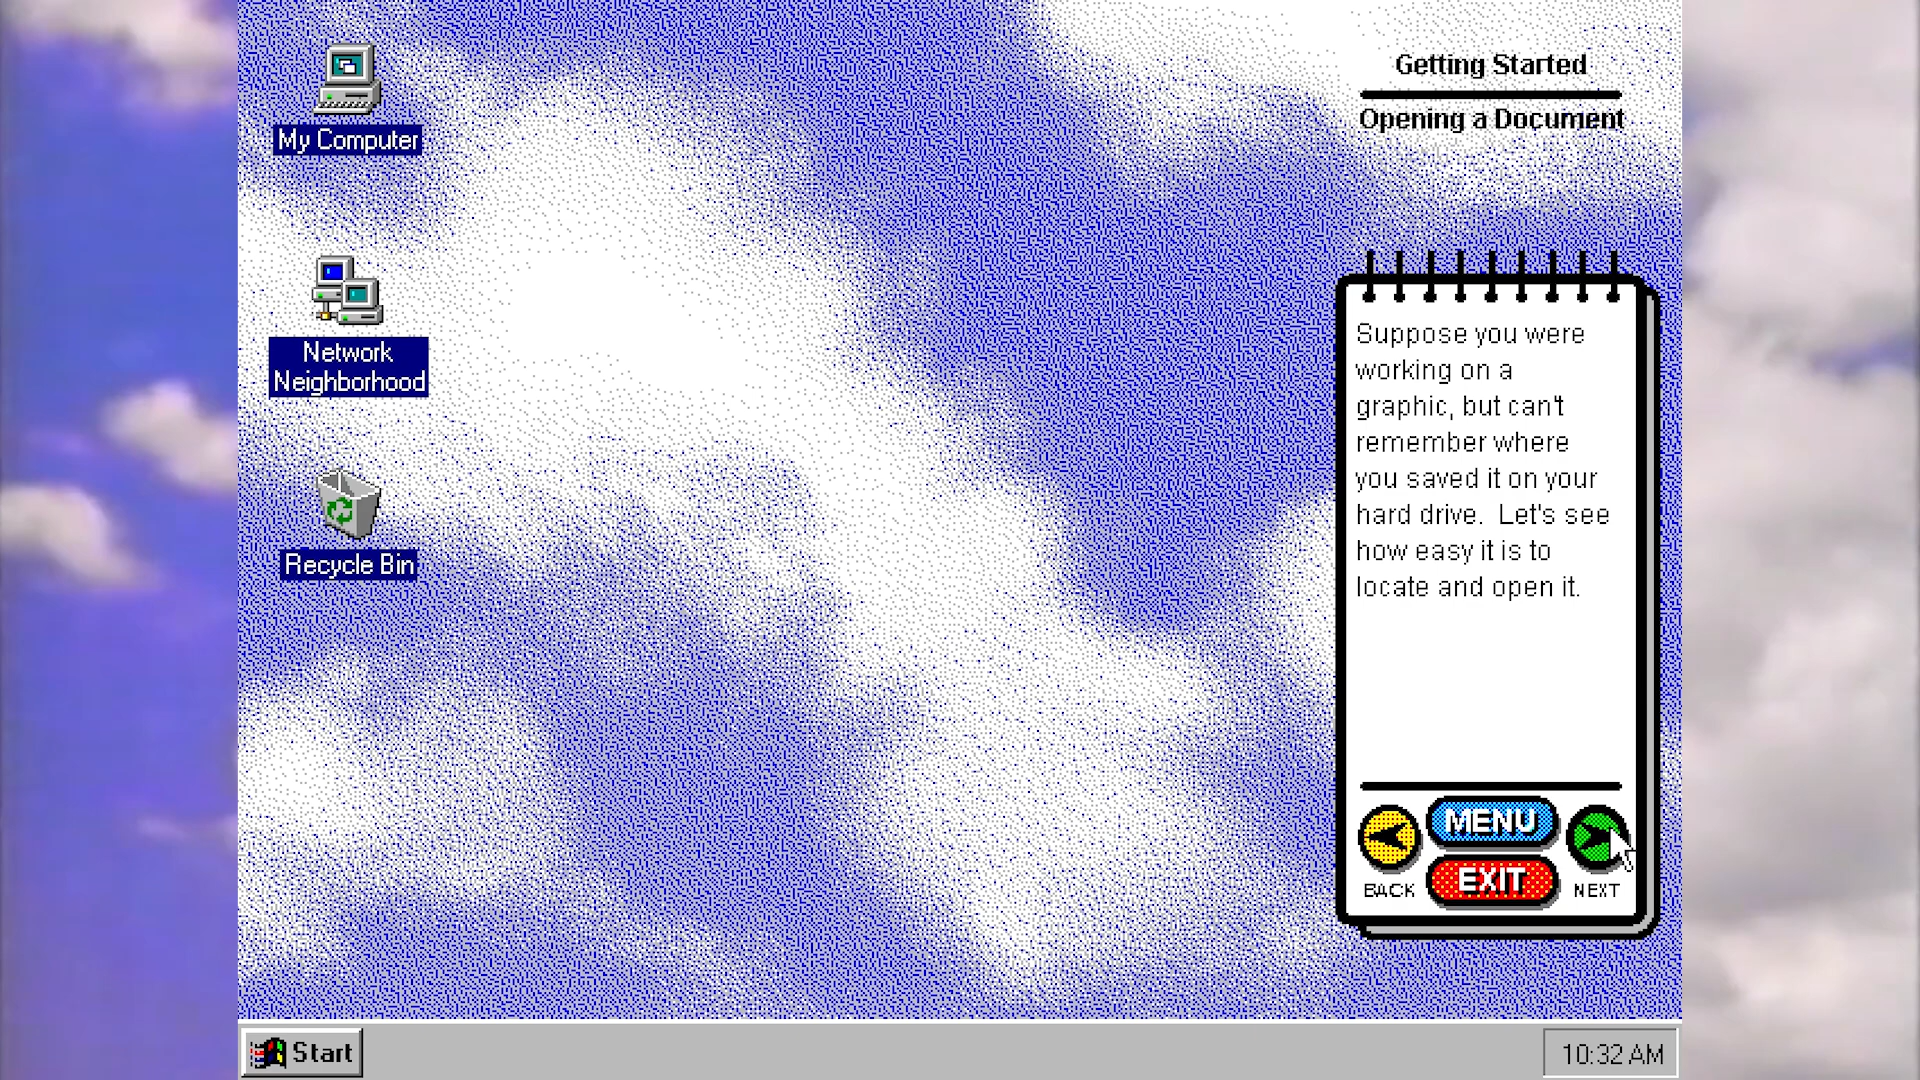 My Computer
Network
Neighborhood
Recycle Bin
Getting Started
Opening a Document
Suppose you were
working on a
graphic, but can't
remember where
you saved it on your
hard drive.  Let's see
how easy it is to
locate and open it.
MENU
EXIT
BACK
NEXT
Start
10:32 AM